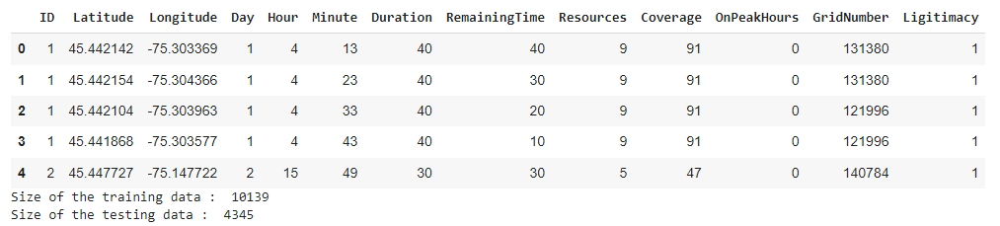 ID Latitude Longitude Day Hour Minute Duration RemainingTime Resources Coverage OnPeakHours GridNumber Ligitimacy
0 1 45.442142 -75.303369 1 4 13 40 40 9 91 0 131380 1
1 1 45.442154 -75.304366 1 4 23 40 30 9 91 0 131380 1
2 1 45.442104 -75.303963 1 4 33 40 20 9 91 0 121996 1
3 1 45.441868 -75.303577 1 4 43 40 10 9 91 0 121996 1
4 2 45.447727 -75.147722 2 15 49 30 30 5 47 0 140784 1
Size of the training data :  10139
Size of the testing data :  4345